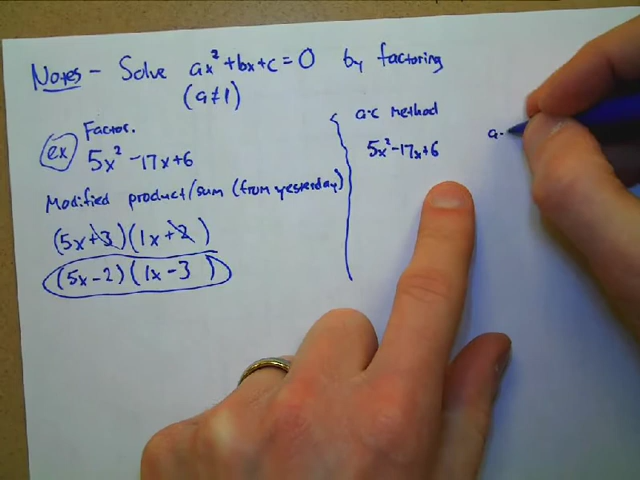 Notes - Solve ax² + bx + c = 0 by factoring
(a ≠ 1)
ex Factor.
5x² - 17x + 6
Modified product/sum (from yesterday)
(5x + 3)(1x + 2)
(5x - 2)(1x - 3)
a·c method
5x² - 17x + 6
a·